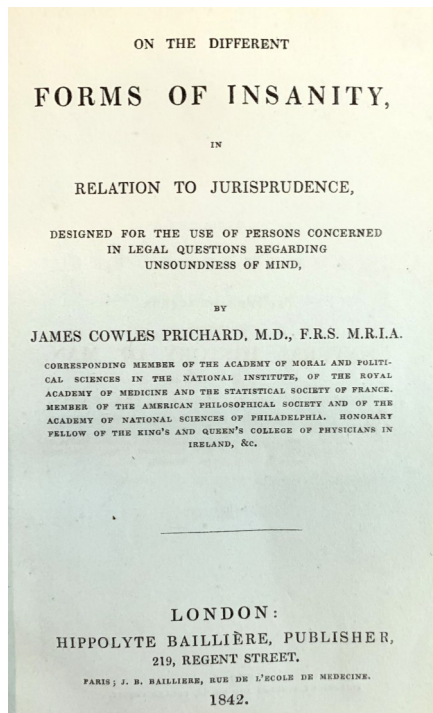 ON THE DIFFERENT
FORMS OF INSANITY,
IN
RELATION TO JURISPRUDENCE,
DESIGNED FOR THE USE OF PERSONS CONCERNED
IN LEGAL QUESTIONS REGARDING
UNSOUNDNESS OF MIND,
BY
JAMES COWLES PRICHARD, M.D., F.R.S. M.R.I.A.
CORRESPONDING MEMBER OF THE ACADEMY OF MORAL AND POLITI-
CAL SCIENCES IN THE NATIONAL INSTITUTE, OF THE ROYAL
ACADEMY OF MEDICINE AND THE STATISTICAL SOCIETY OF FRANCE.
MEMBER OF THE AMERICAN PHILOSOPHICAL SOCIETY AND OF THE
ACADEMY OF NATIONAL SCIENCES OF PHILADELPHIA. HONORARY
FELLOW OF THE KING'S AND QUEEN'S COLLEGE OF PHYSICIANS IN
IRELAND, &c.
LONDON:
HIPPOLYTE BAILLIÈRE, PUBLISHER,
219, REGENT STREET.
PARIS; J. B. BAILLIERE, RUE DE L'ECOLE DE MEDECINE.
1842.